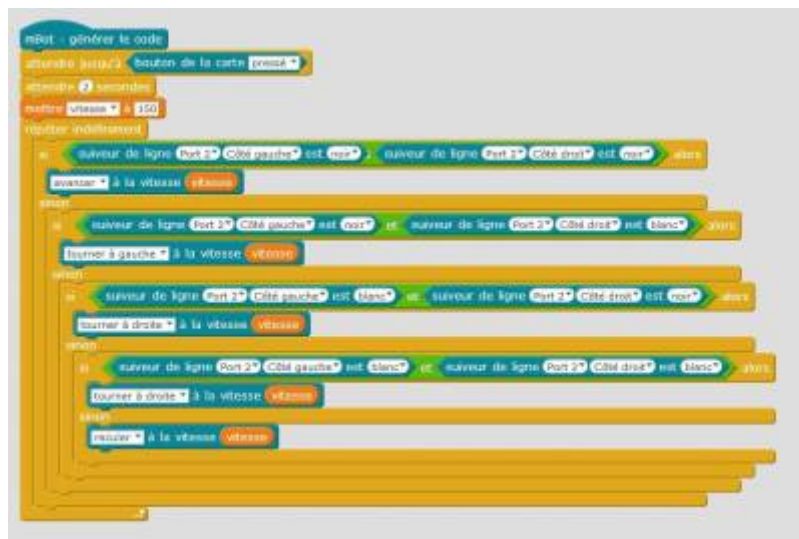 mBot - générer le code
attendre jusqu'à bouton de la carte pressé
attendre 2 secondes
mettre vitesse à 150
répéter indéfiniment
si suiveur de ligne Port 2 Côté gauche est noir suiveur de ligne Port 2 Côté droit est noir alors
avancer à la vitesse vitesse
sinon
si suiveur de ligne Port 2 Côté gauche est noir et suiveur de ligne Port 2 Côté droit est blanc alors
tourner à gauche à la vitesse vitesse
sinon
si suiveur de ligne Port 2 Côté gauche est blanc et suiveur de ligne Port 2 Côté droit est noir alors
tourner à droite à la vitesse vitesse
sinon
si suiveur de ligne Port 2 Côté gauche est blanc et suiveur de ligne Port 2 Côté droit est blanc alors
tourner à droite à la vitesse vitesse
sinon
reculer à la vitesse vitesse